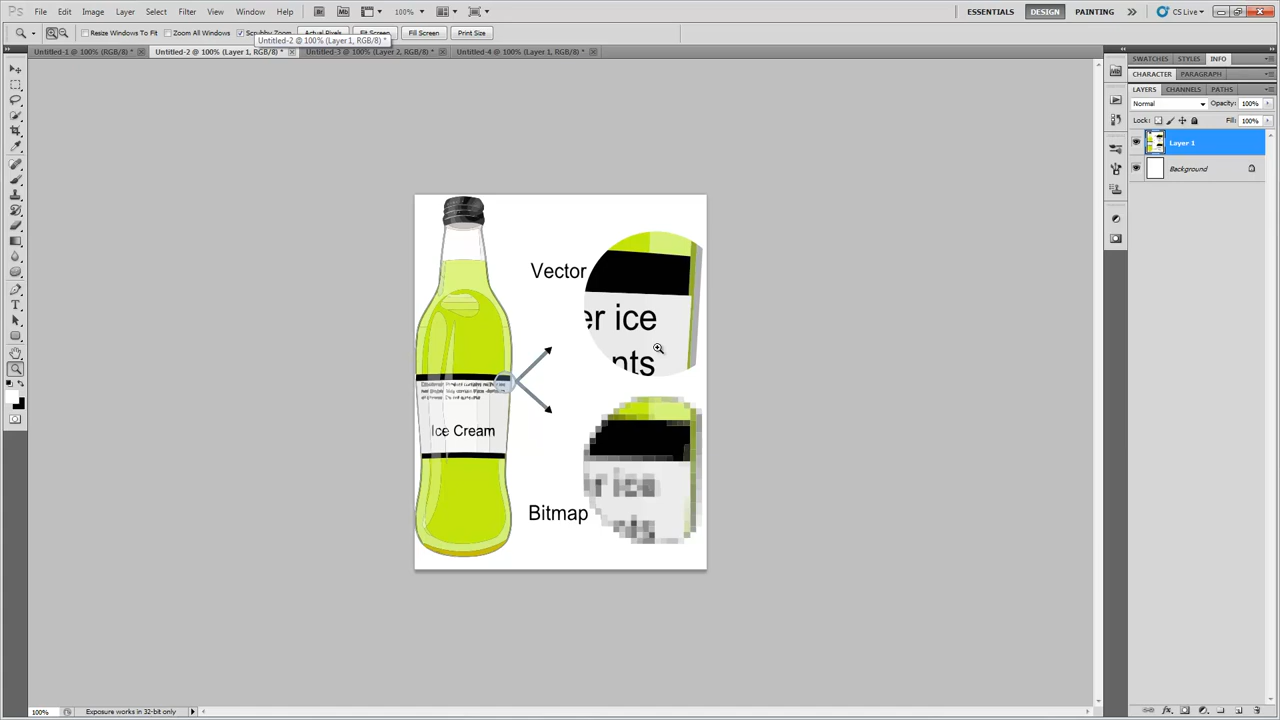 Ps File Edit Image Layer Select Filter Analysis View Window Help Br Mb 100% ESSENTIALS DESIGN PAINTING CS Live
Resize Windows To Fit Zoom All Windows Scrubby Zoom Actual Pixels Fit Screen Fill Screen Print Size
Untitled-2 @ 100% (Layer 1, RGB/8) *
Untitled-1 @ 100% (RGB/8) * Untitled-2 @ 100% (Layer 1, RGB/8) * Untitled-3 @ 100% (Layer 2, RGB/8) * Untitled-4 @ 100% (Layer 1, RGB/8) *
SWATCHES STYLES INFO
CHARACTER PARAGRAPH
LAYERS CHANNELS PATHS
Normal Opacity: 100%
Lock: Fill: 100%
Layer 1
Background
Vector
er ice
nts
Ice Cream
r ice
Bitmap
100% Exposure works in 32-bit only